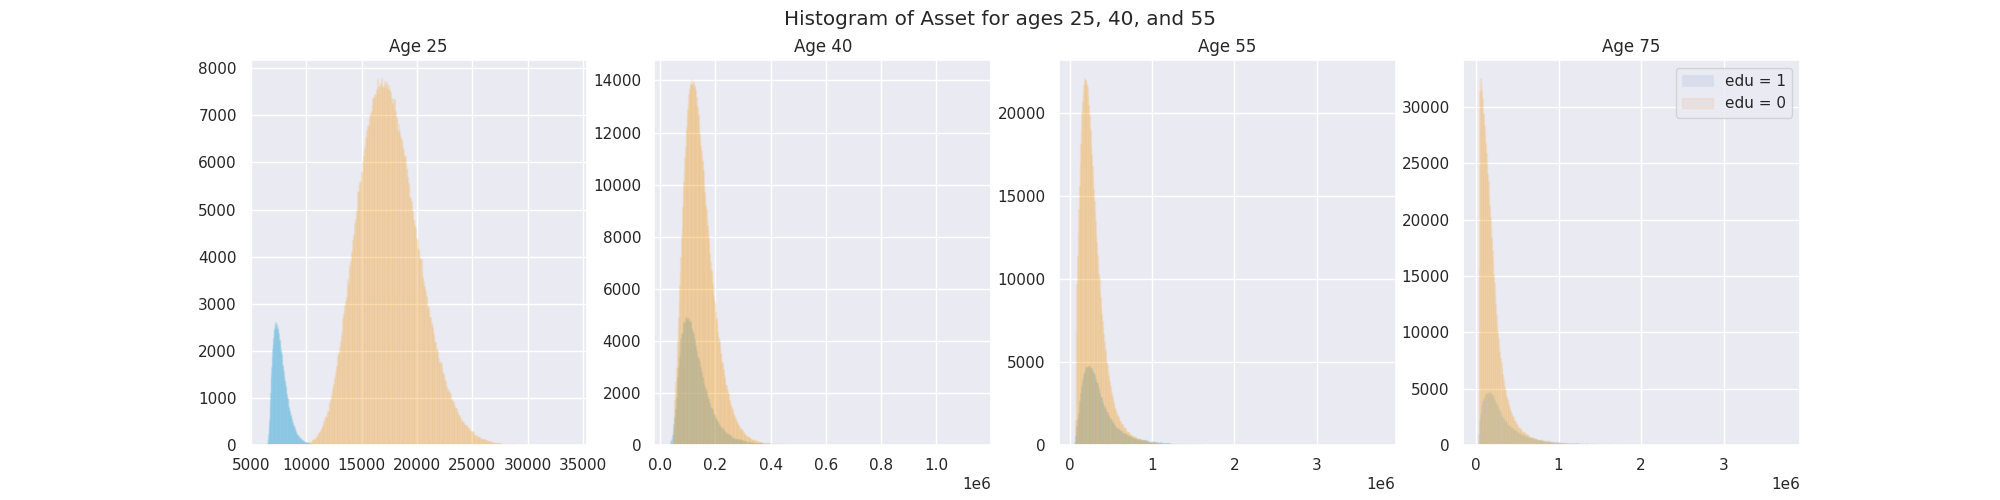 Histogram of Asset for ages 25, 40, and 55
Age 25
8000
7000
6000
5000
4000
3000
2000
1000
0
5000 10000 15000 20000 25000 30000 35000
Age 40
14000
12000
10000
8000
6000
4000
2000
0
0.0 0.2 0.4 0.6 0.8 1.0
1e6
Age 55
20000
15000
10000
5000
0
0 1 2 3
1e6
Age 75
edu = 1
edu = 0
30000
25000
20000
15000
10000
5000
0
0 1 2 3
1e6